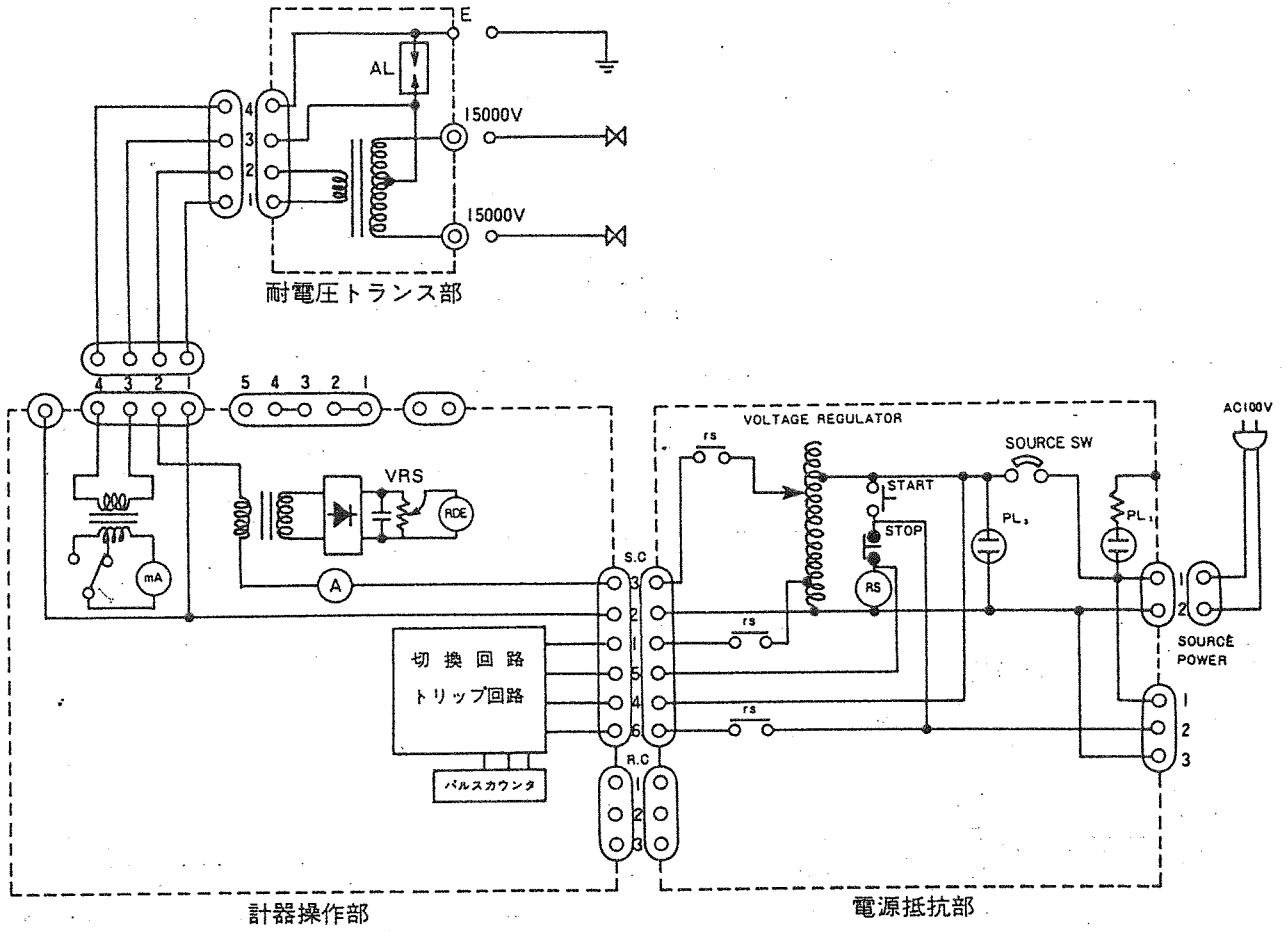 E
AL
15000V
4
3
2
1
15000V
耐電圧トランス部
4 3 2 1
5 4 3 2 1
VRS
RDE
mA
A
S.C
3
2
1
5
4
6
切換回路
トリップ回路
パルスカウンタ
R.C
1
2
3
計器操作部
VOLTAGE REGULATOR
rs
SOURCE SW
START
STOP
RS
PL₃
PL₁
rs
rs
AC100V
1
2
SOURCE
POWER
1
2
3
電源抵抗部